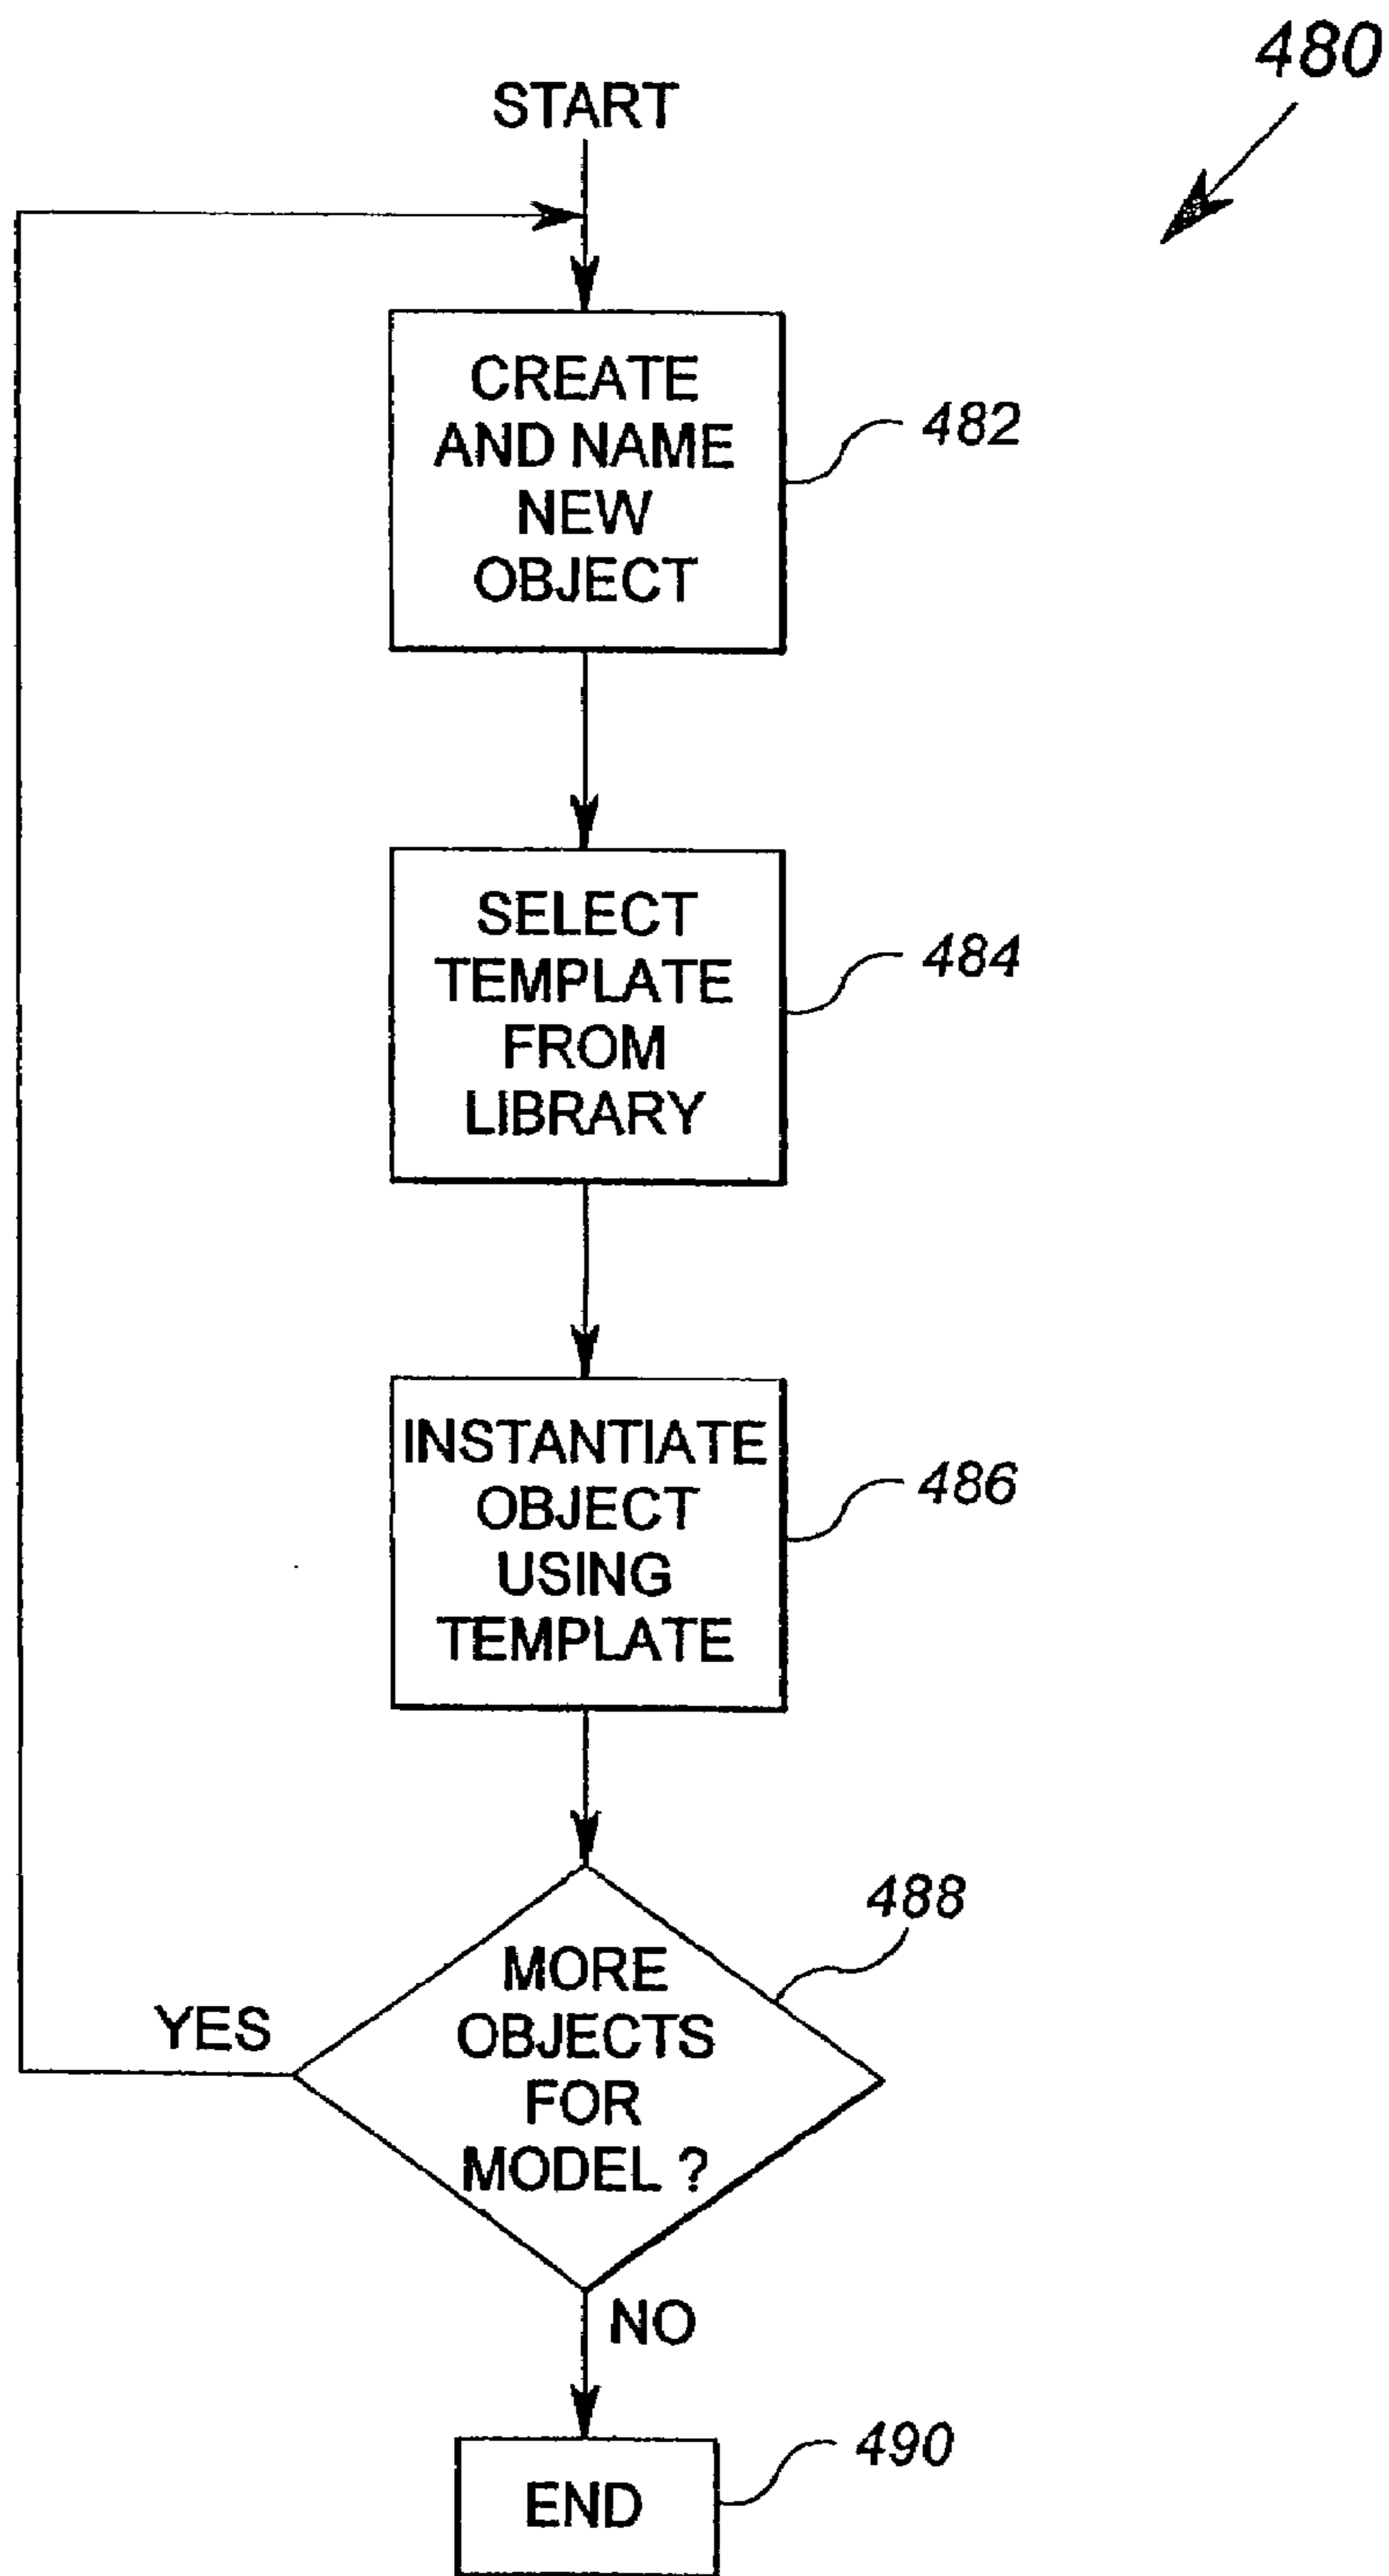 480
START
CREATE
AND NAME
NEW
OBJECT
482
SELECT
TEMPLATE
FROM
LIBRARY
484
INSTANTIATE
OBJECT
USING
TEMPLATE
486
MORE
OBJECTS
FOR
MODEL ?
488
YES
NO
END
490